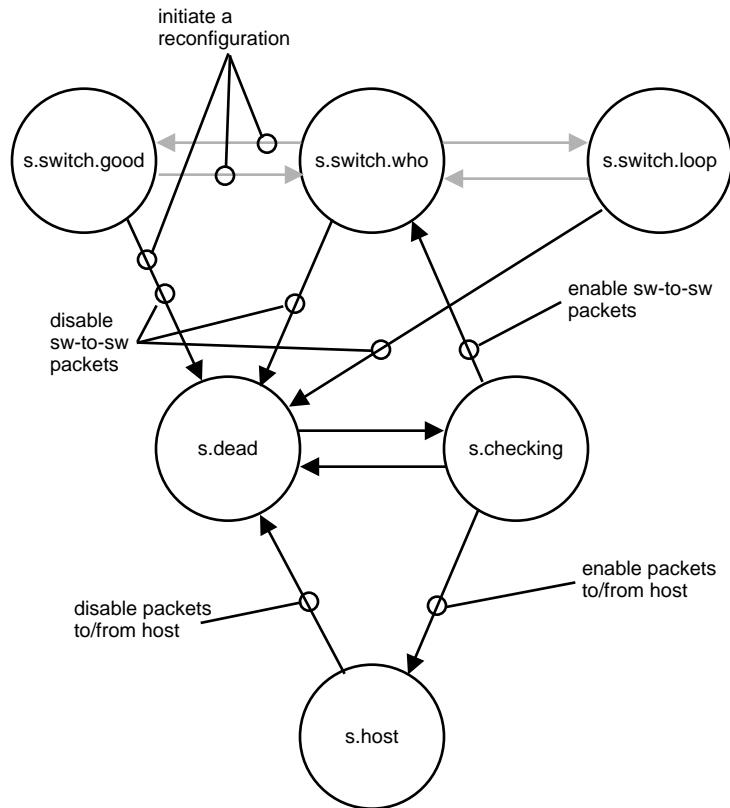 initiate a
reconfiguration
s.switch.good
s.switch.who
s.switch.loop
disable
sw-to-sw
packets
enable sw-to-sw
packets
s.dead
s.checking
disable packets
to/from host
enable packets
to/from host
s.host